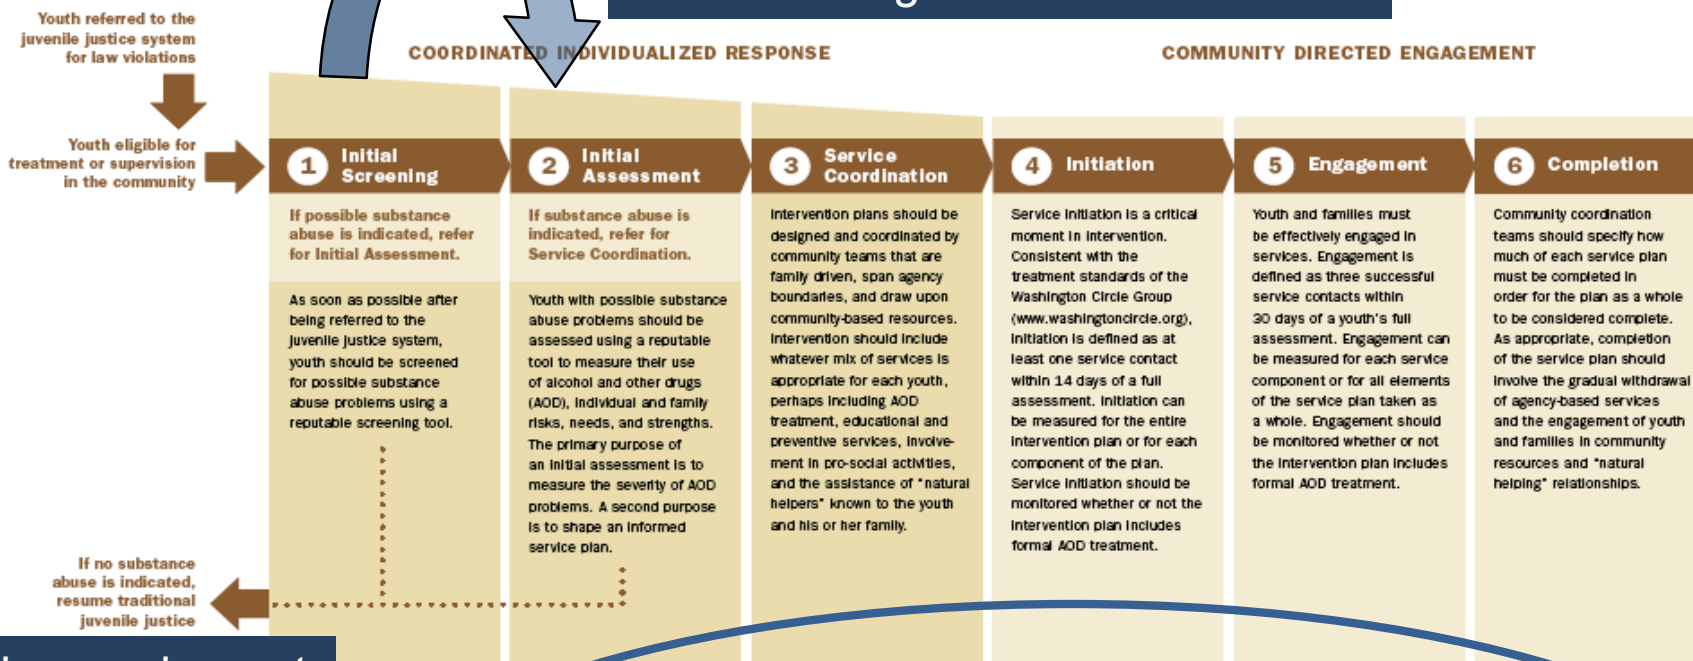 Youth referred to the
juvenile justice system
for law violations
Youth eligible for
treatment or supervision
in the community
COORDINATED INDIVIDUALIZED RESPONSE
COMMUNITY DIRECTED ENGAGEMENT
1 Initial
Screening
If possible substance
abuse is indicated, refer
for Initial Assessment.
As soon as possible after
being referred to the
juvenile justice system,
youth should be screened
for possible substance
abuse problems using a
reputable screening tool.
2 Initial
Assessment
If substance abuse is
indicated, refer for
Service Coordination.
Youth with possible substance
abuse problems should be
assessed using a reputable
tool to measure their use
of alcohol and other drugs
(AOD), individual and family
risks, needs, and strengths.
The primary purpose of
an initial assessment is to
measure the severity of AOD
problems. A second purpose
is to shape an informed
service plan.
3 Service
Coordination
Intervention plans should be
designed and coordinated by
community teams that are
family driven, span agency
boundaries, and draw upon
community-based resources.
Intervention should include
whatever mix of services is
appropriate for each youth,
perhaps including AOD
treatment, educational and
preventive services, involve-
ment in pro-social activities,
and the assistance of "natural
helpers" known to the youth
and his or her family.
4 Initiation
Service initiation is a critical
moment in intervention.
Consistent with the
treatment standards of the
Washington Circle Group
(www.washingtoncircle.org),
initiation is defined as at
least one service contact
within 14 days of a full
assessment. Initiation can
be measured for the entire
intervention plan or for each
component of the plan.
Service initiation should be
monitored whether or not the
intervention plan includes
formal AOD treatment.
5 Engagement
Youth and families must
be effectively engaged in
services. Engagement is
defined as three successful
service contacts within
30 days of a youth's full
assessment. Engagement can
be measured for each service
component or for all elements
of the service plan taken as
a whole. Engagement should
be monitored whether or not
the intervention plan includes
formal AOD treatment.
6 Completion
Community coordination
teams should specify how
much of each service plan
must be completed in
order for the plan as a whole
to be considered complete.
As appropriate, completion
of the service plan should
involve the gradual withdrawal
of agency-based services
and the engagement of youth
and families in community
resources and "natural
helping" relationships.
If no substance
abuse is indicated,
resume traditional
juvenile justice